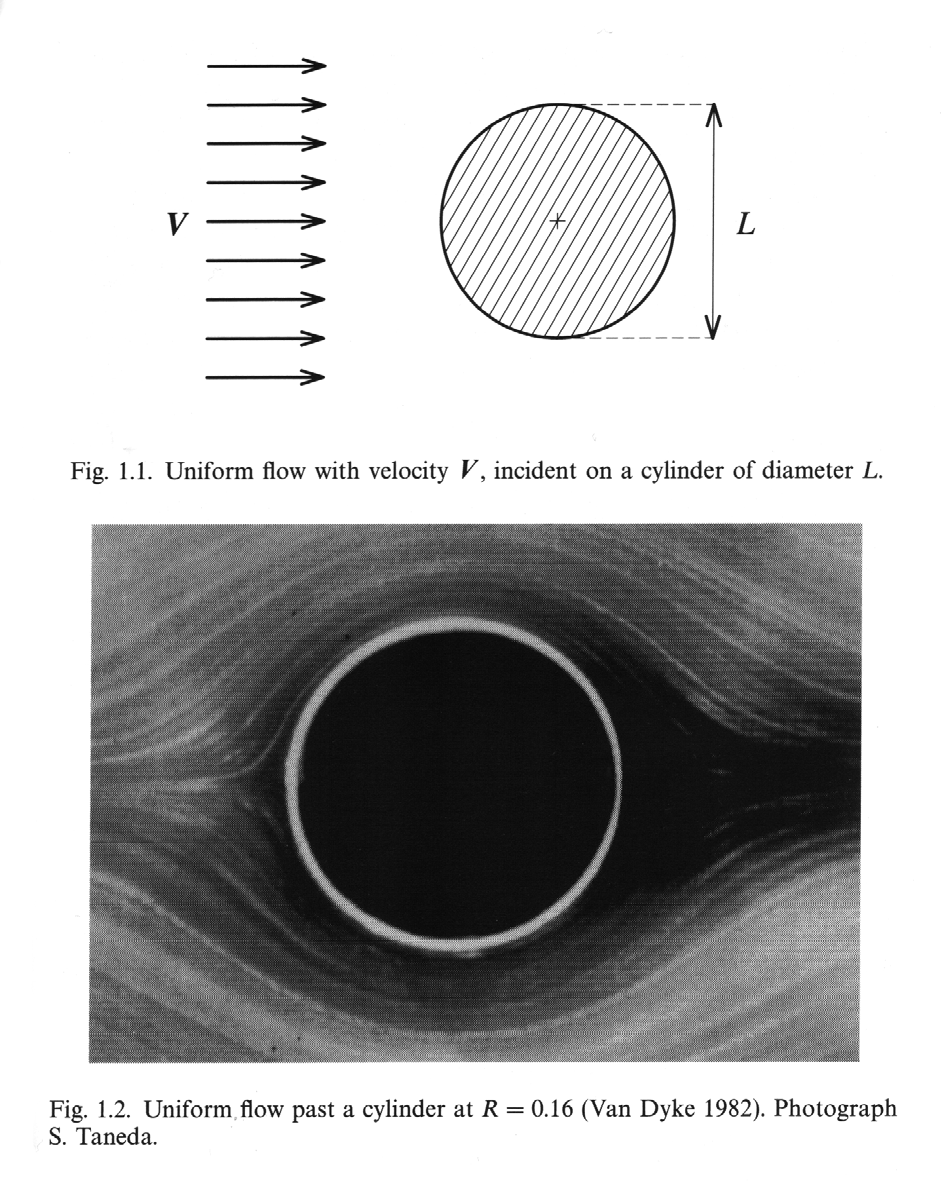 V
L
Fig. 1.1. Uniform flow with velocity V, incident on a cylinder of diameter L.
Fig. 1.2. Uniform flow past a cylinder at R = 0.16 (Van Dyke 1982). Photograph
S. Taneda.